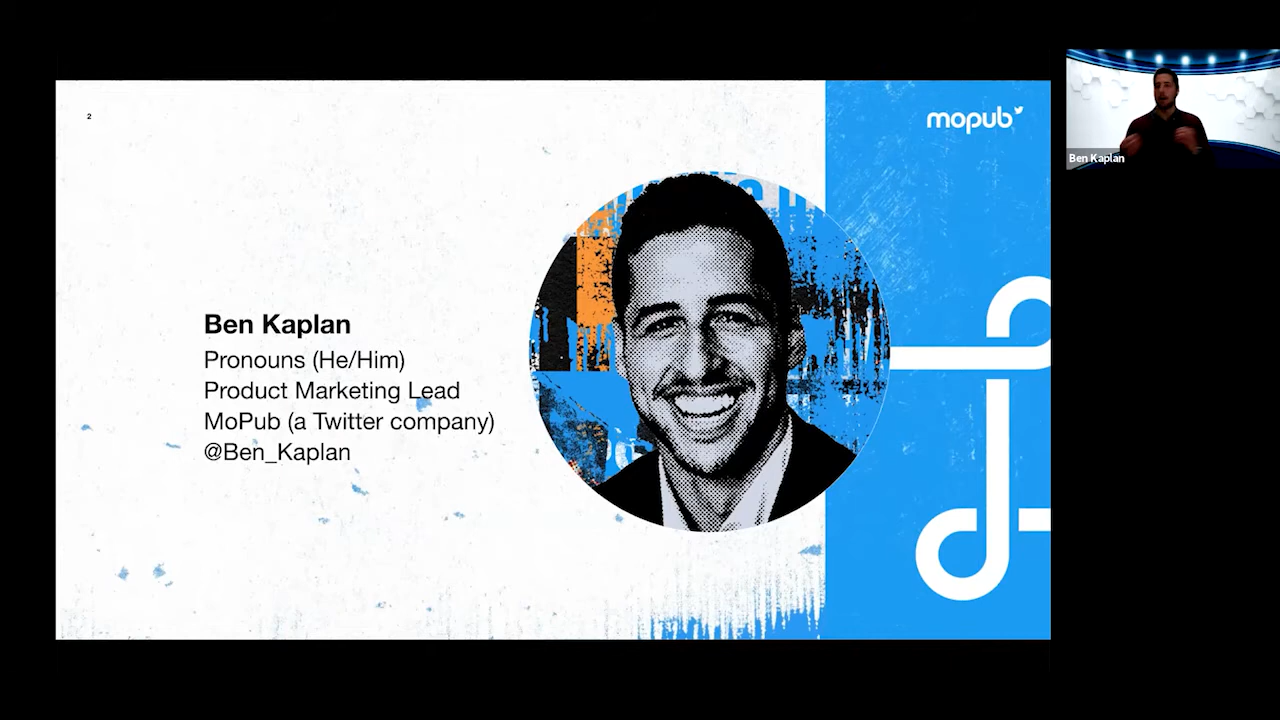 2
mopub
Ben Kaplan
Pronouns (He/Him)
Product Marketing Lead
MoPub (a Twitter company)
@Ben_Kaplan
Ben Kaplan